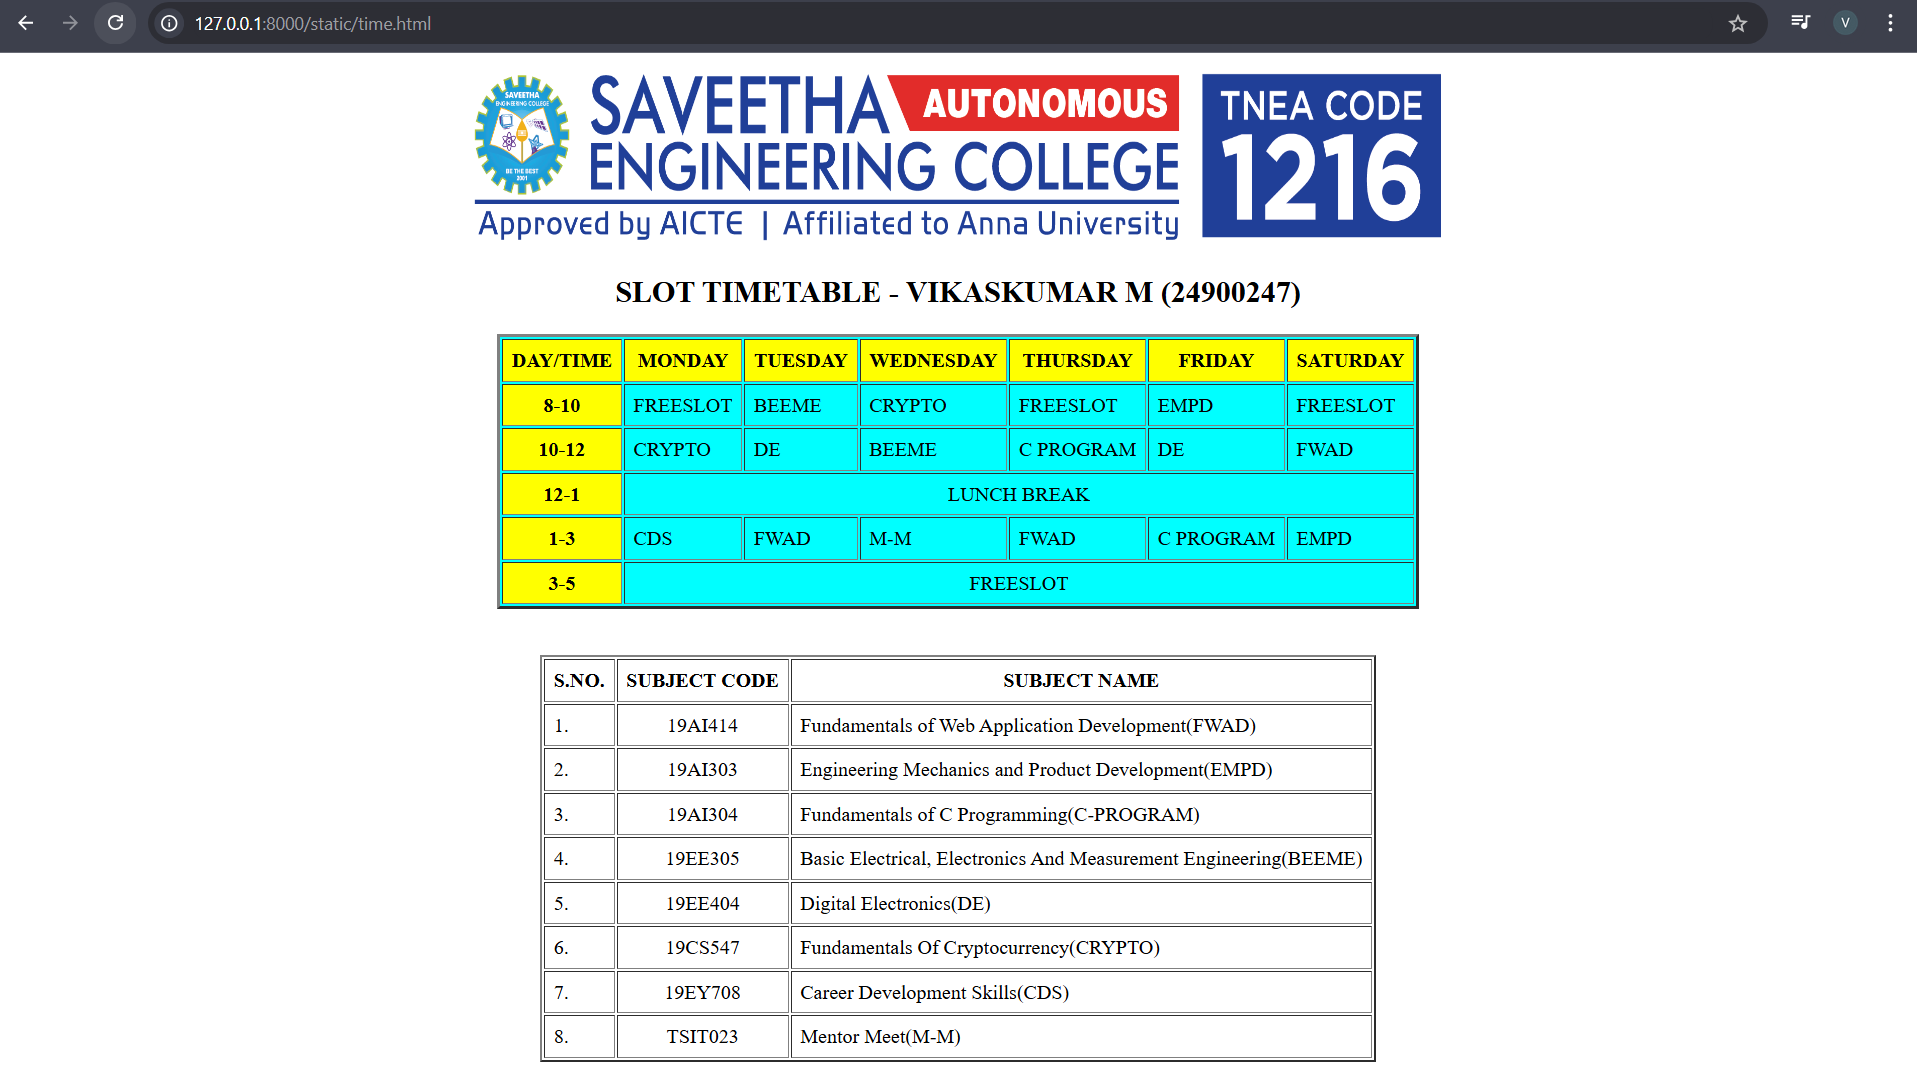 127.0.0.1:8000/static/time.html
V
SAVEETHA
ENGINEERING COLLEGE
BE THE BEST
2001
SAVEETHA AUTONOMOUS
ENGINEERING COLLEGE
Approved by AICTE | Affiliated to Anna University
TNEA CODE
1216
SLOT TIMETABLE - VIKASKUMAR M (24900247)
DAY/TIME MONDAY TUESDAY WEDNESDAY THURSDAY FRIDAY SATURDAY
8-10 FREESLOT BEEME CRYPTO FREESLOT EMPD FREESLOT
10-12 CRYPTO DE BEEME C PROGRAM DE FWAD
12-1 LUNCH BREAK
1-3 CDS FWAD M-M FWAD C PROGRAM EMPD
3-5 FREESLOT
S.NO. SUBJECT CODE SUBJECT NAME
1. 19AI414 Fundamentals of Web Application Development(FWAD)
2. 19AI303 Engineering Mechanics and Product Development(EMPD)
3. 19AI304 Fundamentals of C Programming(C-PROGRAM)
4. 19EE305 Basic Electrical, Electronics And Measurement Engineering(BEEME)
5. 19EE404 Digital Electronics(DE)
6. 19CS547 Fundamentals Of Cryptocurrency(CRYPTO)
7. 19EY708 Career Development Skills(CDS)
8. TSIT023 Mentor Meet(M-M)